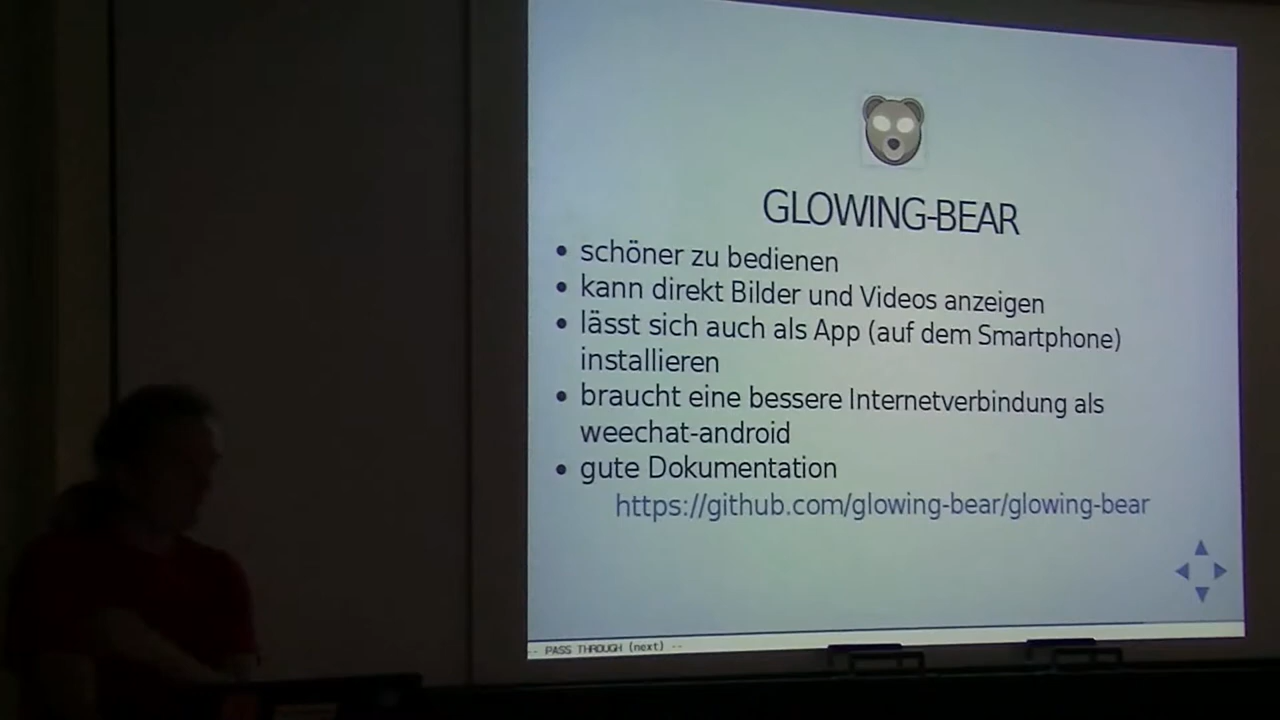 GLOWING-BEAR
• schöner zu bedienen
• kann direkt Bilder und Videos anzeigen
• lässt sich auch als App (auf dem Smartphone)
installieren
• braucht eine bessere Internetverbindung als
weechat-android
• gute Dokumentation
https://github.com/glowing-bear/glowing-bear
-- PASS THROUGH (next) --